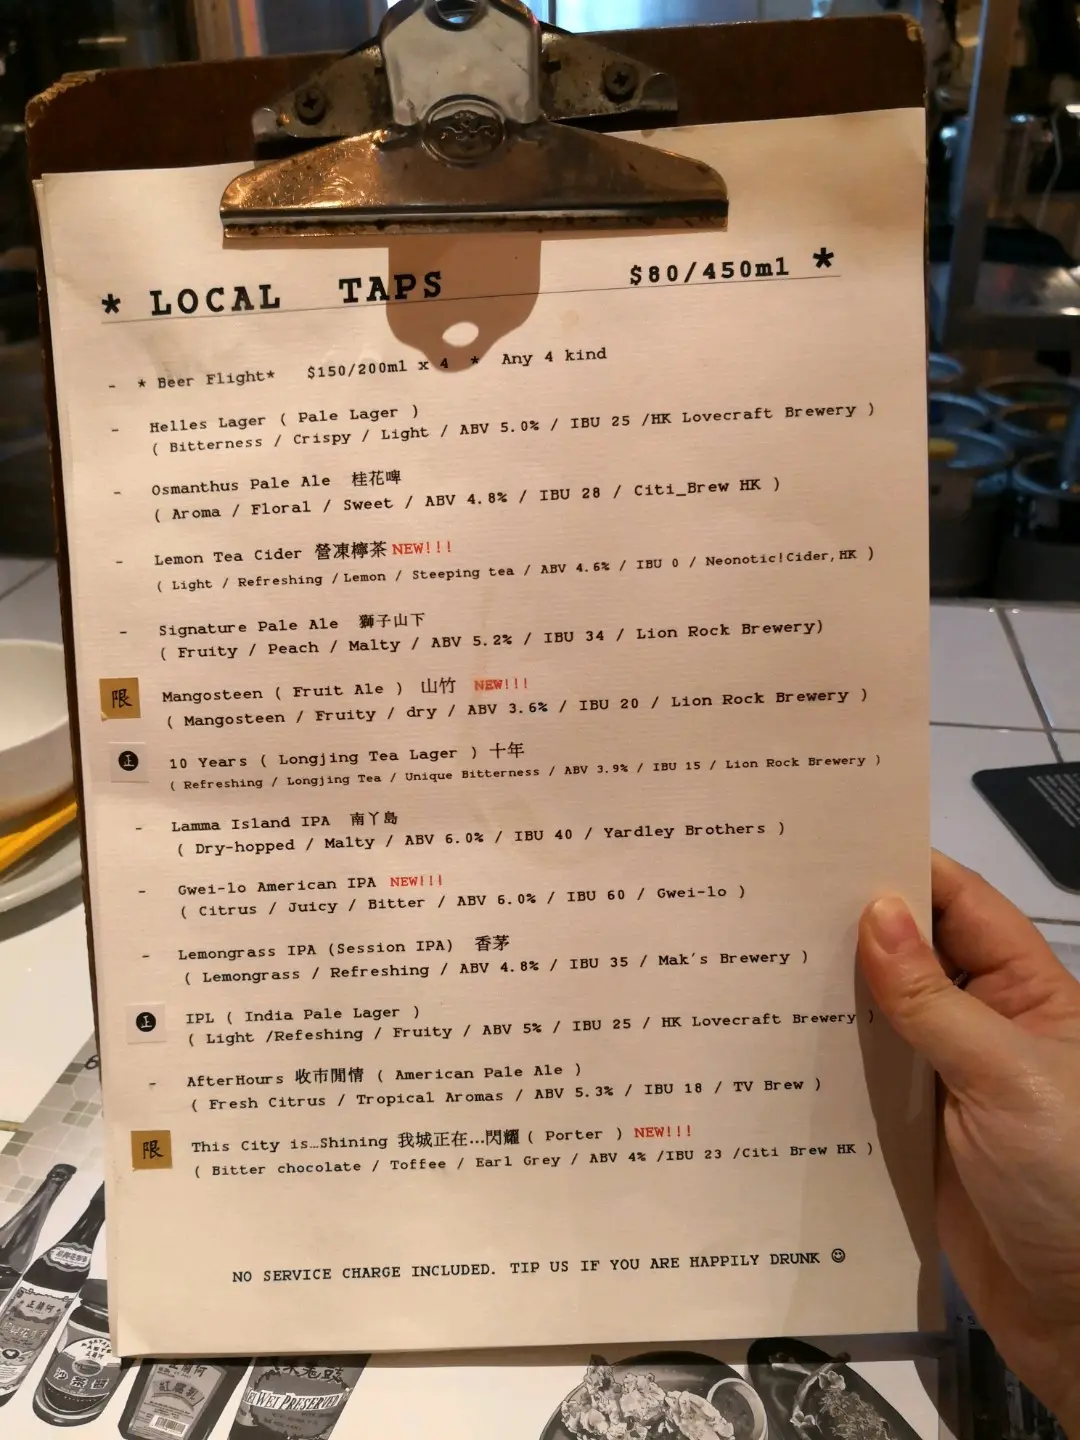 * LOCAL TAPS $80/450ml *
- * Beer Flight* $150/200ml x 4 * Any 4 kind
- Helles Lager ( Pale Lager )
( Bitterness / Crispy / Light / ABV 5.0% / IBU 25 /HK Lovecraft Brewery )
- Osmanthus Pale Ale 桂花啤
( Aroma / Floral / Sweet / ABV 4.8% / IBU 28 / Citi_Brew HK )
- Lemon Tea Cider 營凍檸茶 NEW!!!
( Light / Refreshing /Lemon / Steeping tea / ABV 4.6% / IBU 0 / Neonotic!Cider,HK )
- Signature Pale Ale 獅子山下
( Fruity / Peach / Malty / ABV 5.2% / IBU 34 / Lion Rock Brewery)
限 Mangosteen ( Fruit Ale ) 山竹 NEW!!!
( Mangosteen / Fruity / dry / ABV 3.6% / IBU 20 / Lion Rock Brewery )
正 10 Years ( Longjing Tea Lager ) 十年
( Refreshing / Longjing Tea / Unique Bitterness / ABV 3.9% / IBU 15 / Lion Rock Brewery )
- Lamma Island IPA 南丫島
( Dry-hopped / Malty / ABV 6.0% / IBU 40 / Yardley Brothers )
- Gwei-lo American IPA NEW!!!
( Citrus / Juicy / Bitter / ABV 6.0% / IBU 60 / Gwei-lo )
- Lemongrass IPA (Session IPA) 香茅
( Lemongrass / Refreshing / ABV 4.8% / IBU 35 / Mak's Brewery )
正 IPL ( India Pale Lager )
( Light /Refeshing / Fruity / ABV 5% / IBU 25 / HK Lovecraft Brewery )
- AfterHours 收市閒情 ( American Pale Ale )
( Fresh Citrus / Tropical Aromas / ABV 5.3% / IBU 18 / TV Brew )
限 This City is…Shining 我城正在…閃耀 ( Porter ) NEW!!!
( Bitter chocolate / Toffee / Earl Grey / ABV 4% /IBU 23 /Citi Brew HK )
NO SERVICE CHARGE INCLUDED. TIP US IF YOU ARE HAPPILY DRUNK ☺
沙茶醬